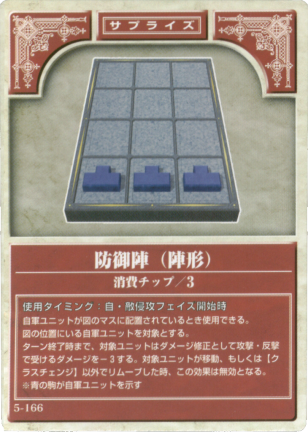 サプライズ
防御陣（陣形）
消費チップ／3
使用タイミング：自・敵侵攻フェイズ開始時
自軍ユニットが図のマスに配置されているとき使用できる。
図の位置にいる自軍ユニットを対象とする。
ターン終了時まで、対象ユニットはダメージ修正として攻撃・反撃
で受けるダメージを－3する。対象ユニットが移動、もしくは【ク
ラスチェンジ】以外でリムーブした時、この効果は無効となる。
※青の駒が自軍ユニットを示す
5-166